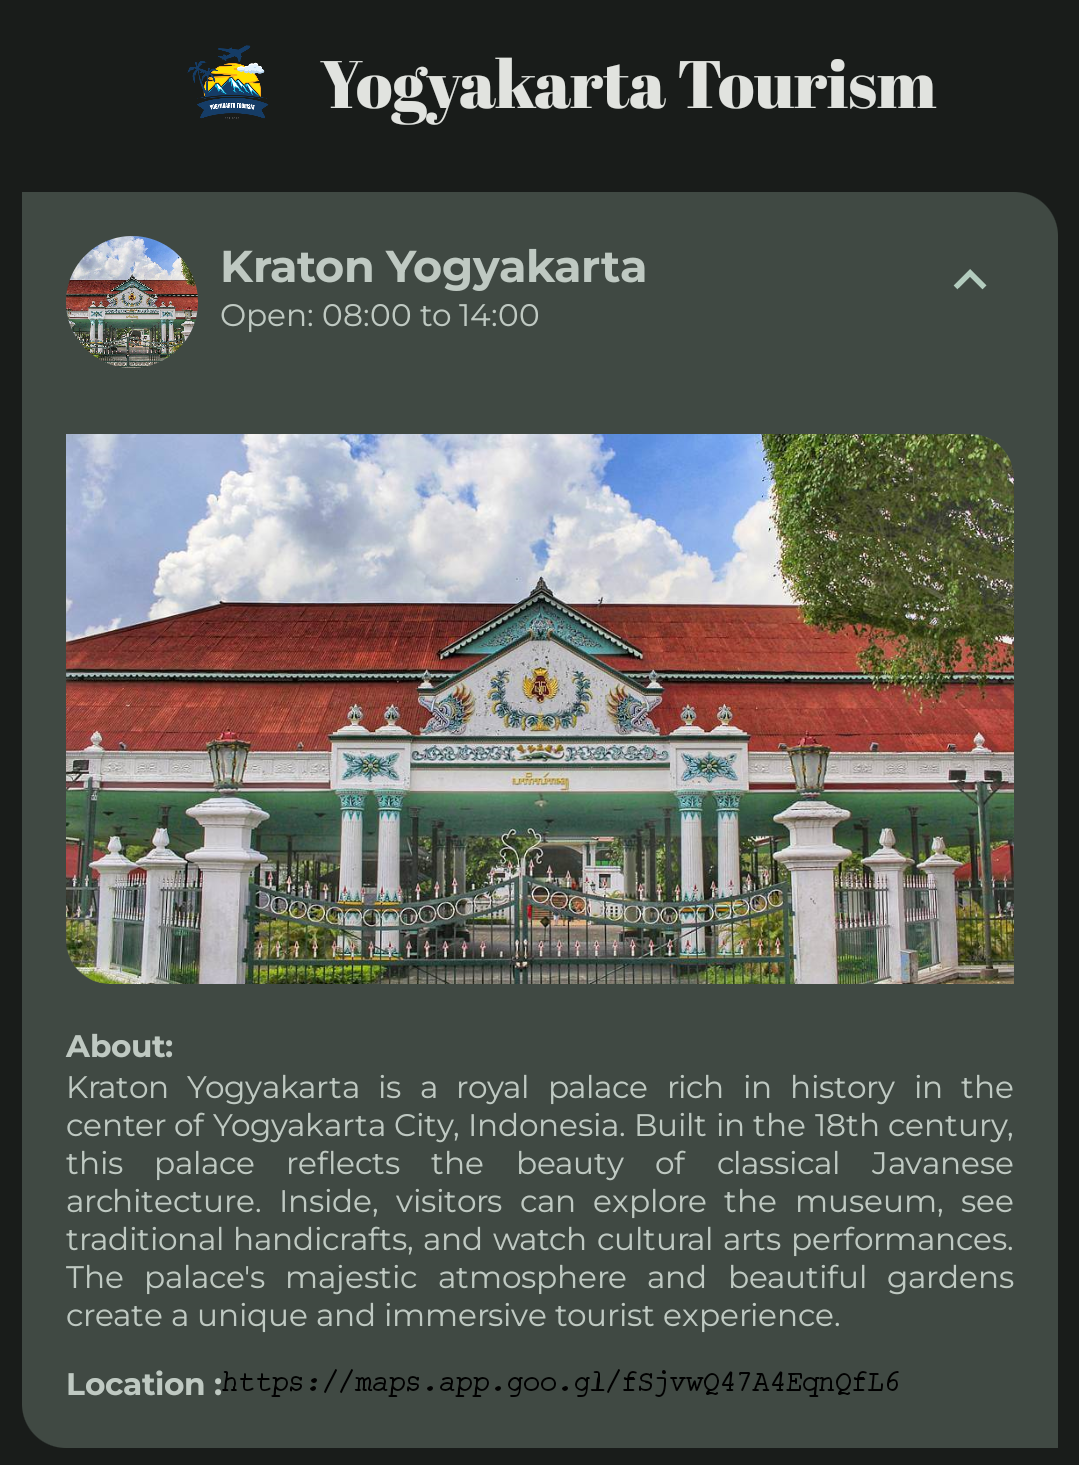 YOGYAKARTA TOURISM
Yogyakarta Tourism
Kraton Yogyakarta
Open: 08:00 to 14:00
About:
Kraton Yogyakarta is a royal palace rich in history in the
center of Yogyakarta City, Indonesia. Built in the 18th century,
this palace reflects the beauty of classical Javanese
architecture. Inside, visitors can explore the museum, see
traditional handicrafts, and watch cultural arts performances.
The palace's majestic atmosphere and beautiful gardens
create a unique and immersive tourist experience.
Location :https://maps.app.goo.gl/fSjvwQ47A4EqnQfL6